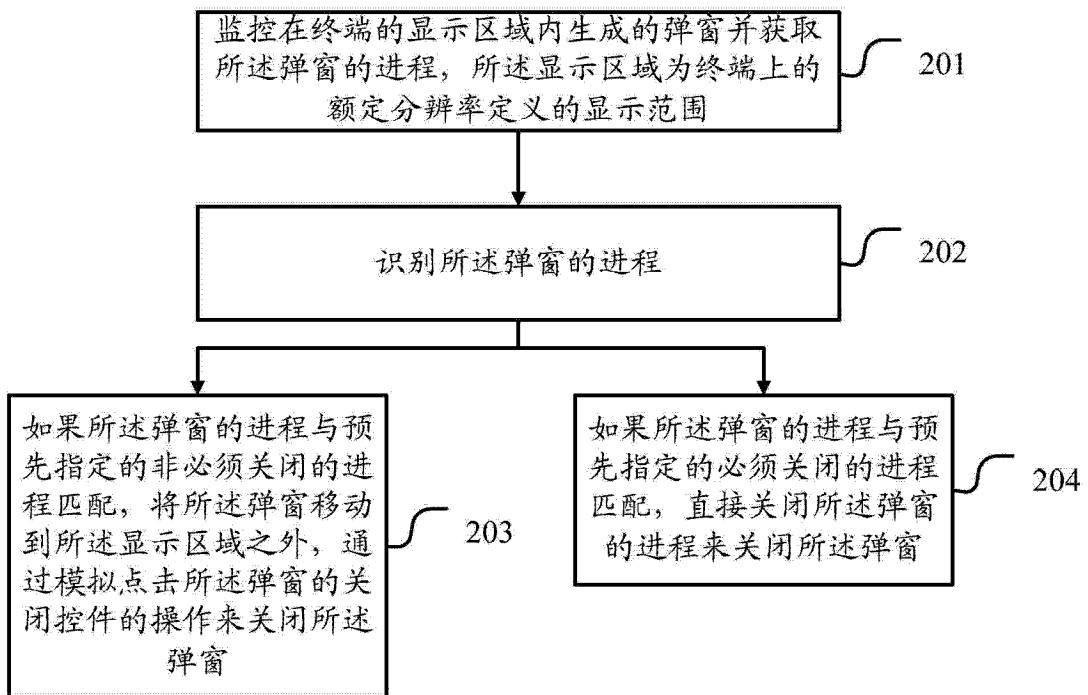 监控在终端的显示区域内生成的弹窗并获取
所述弹窗的进程，所述显示区域为终端上的
额定分辨率定义的显示范围
201
识别所述弹窗的进程
202
如果所述弹窗的进程与预
先指定的非必须关闭的进
程匹配，将所述弹窗移动
到所述显示区域之外，通
过模拟点击所述弹窗的关
闭控件的操作来关闭所述
弹窗
203
如果所述弹窗的进程与预
先指定的必须关闭的进程
匹配，直接关闭所述弹窗
的进程来关闭所述弹窗
204